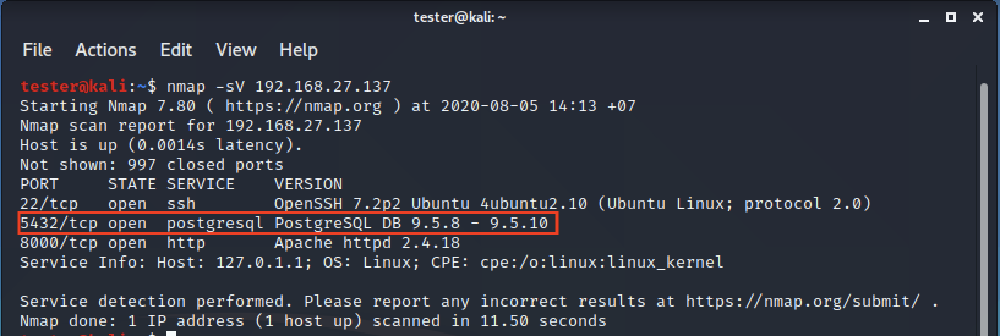 tester@kali: ~
File Actions Edit View Help
tester@kali:~$ nmap -sV 192.168.27.137
Starting Nmap 7.80 ( https://nmap.org ) at 2020-08-05 14:13 +07
Nmap scan report for 192.168.27.137
Host is up (0.0014s latency).
Not shown: 997 closed ports
PORT     STATE SERVICE    VERSION
22/tcp   open  ssh        OpenSSH 7.2p2 Ubuntu 4ubuntu2.10 (Ubuntu Linux; protocol 2.0)
5432/tcp open  postgresql PostgreSQL DB 9.5.8 - 9.5.10
8000/tcp open  http       Apache httpd 2.4.18
Service Info: Host: 127.0.1.1; OS: Linux; CPE: cpe:/o:linux:linux_kernel
Service detection performed. Please report any incorrect results at https://nmap.org/submit/ .
Nmap done: 1 IP address (1 host up) scanned in 11.50 seconds